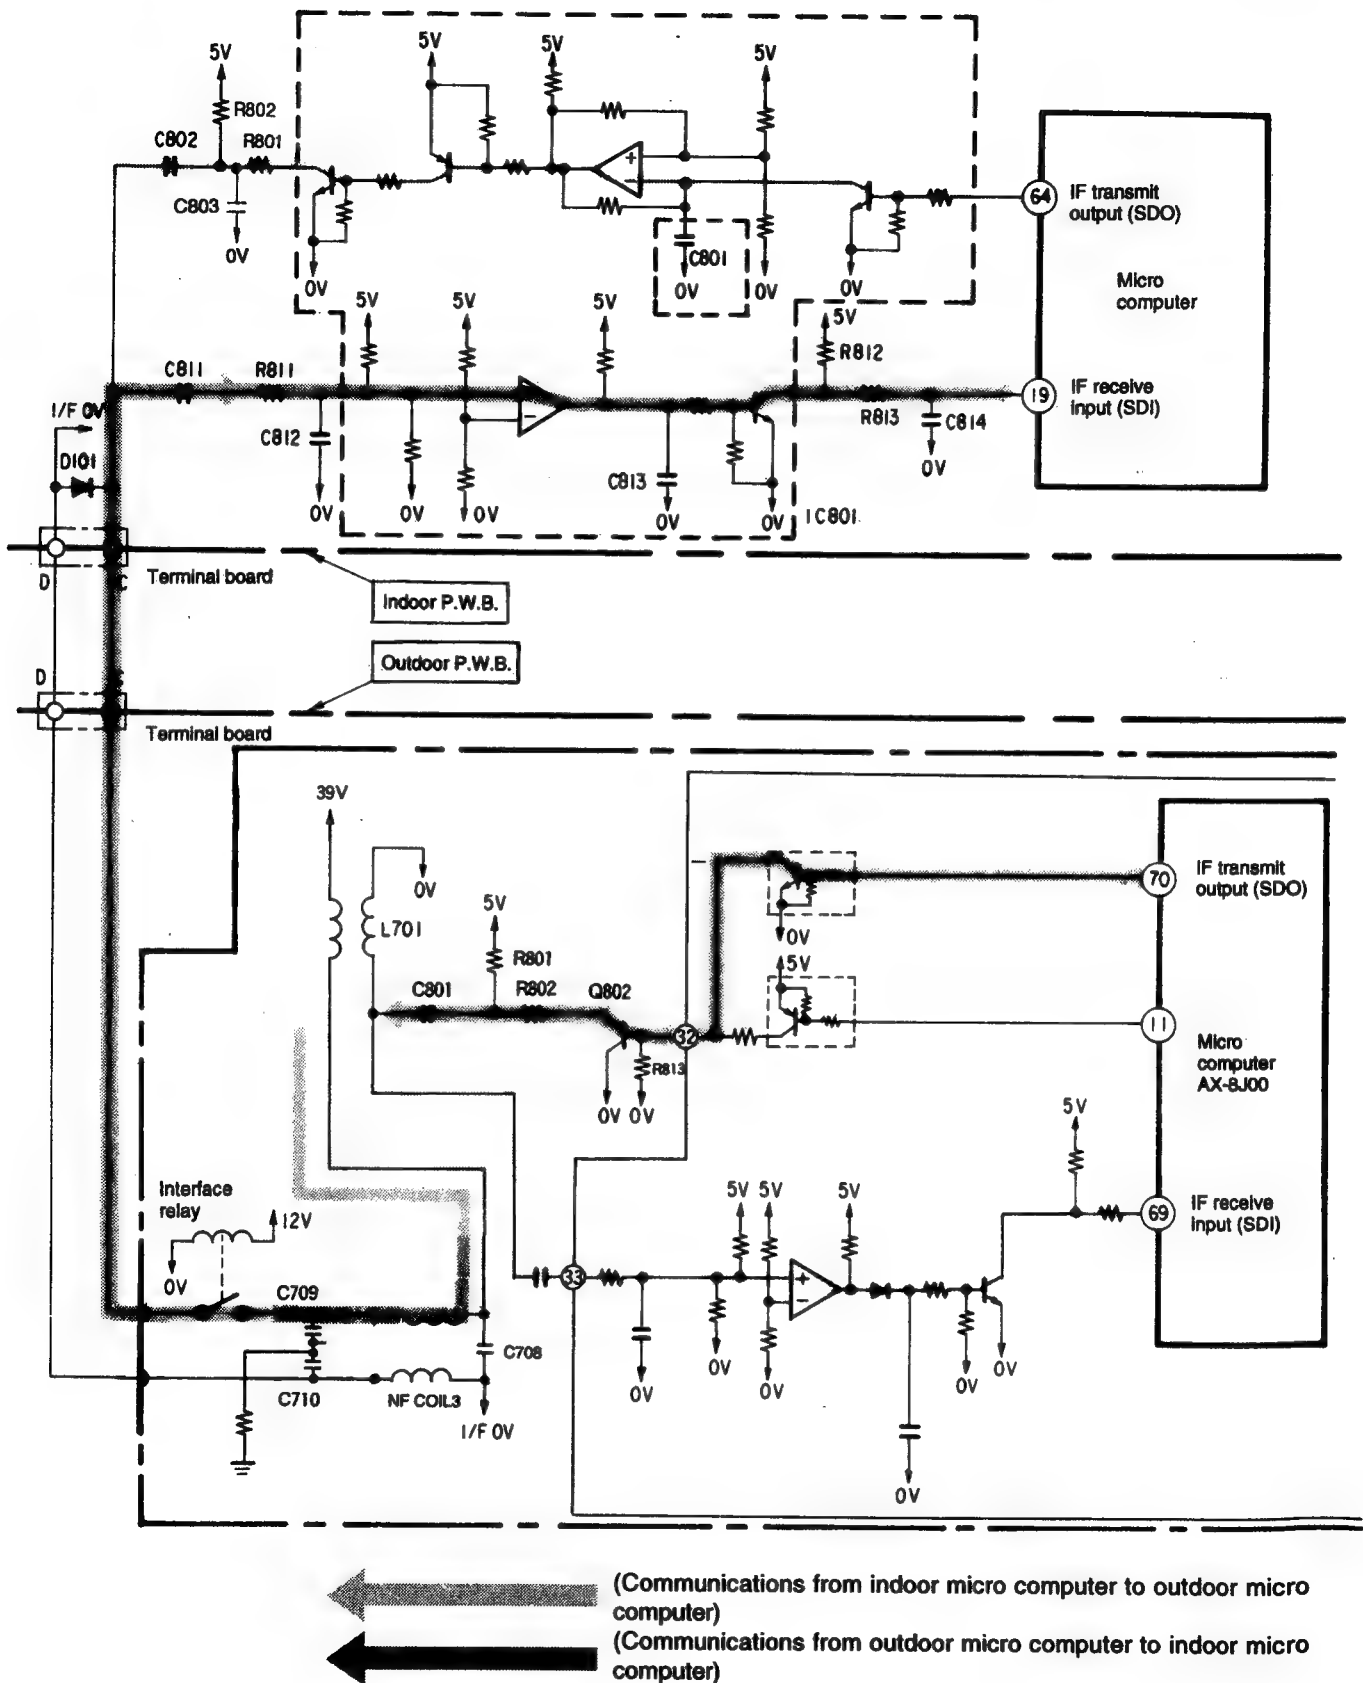 5V 5V 5V 5V
R802
C802 R801
C803
0V
0V
C801
0V 0V 0V
64 IF transmit
output (SDO)
Micro
computer
5V 5V 5V 5V
C811 R811 R812
I/F 0V
19 IF receive
input (SDI)
C812 R813 C814
D101
C813
0V
0V 0V 0V 0V 0V
IC801
D C Terminal board
Indoor P.W.B.
Outdoor P.W.B.
D
Terminal board
39V
0V
L701
5V
R801
C801 R802 Q802
0V
5V
70 IF transmit
output (SDO)
32
R813
0V 0V
11
Micro
computer
AX-8J00
5V
Interface
relay
12V
0V
C709
5V 5V 5V
69 IF receive
input (SDI)
33
C708
C710 NF COIL3
I/F 0V
0V 0V 0V 0V 0V
0V
(Communications from indoor micro computer to outdoor micro
computer)
(Communications from outdoor micro computer to indoor micro
computer)